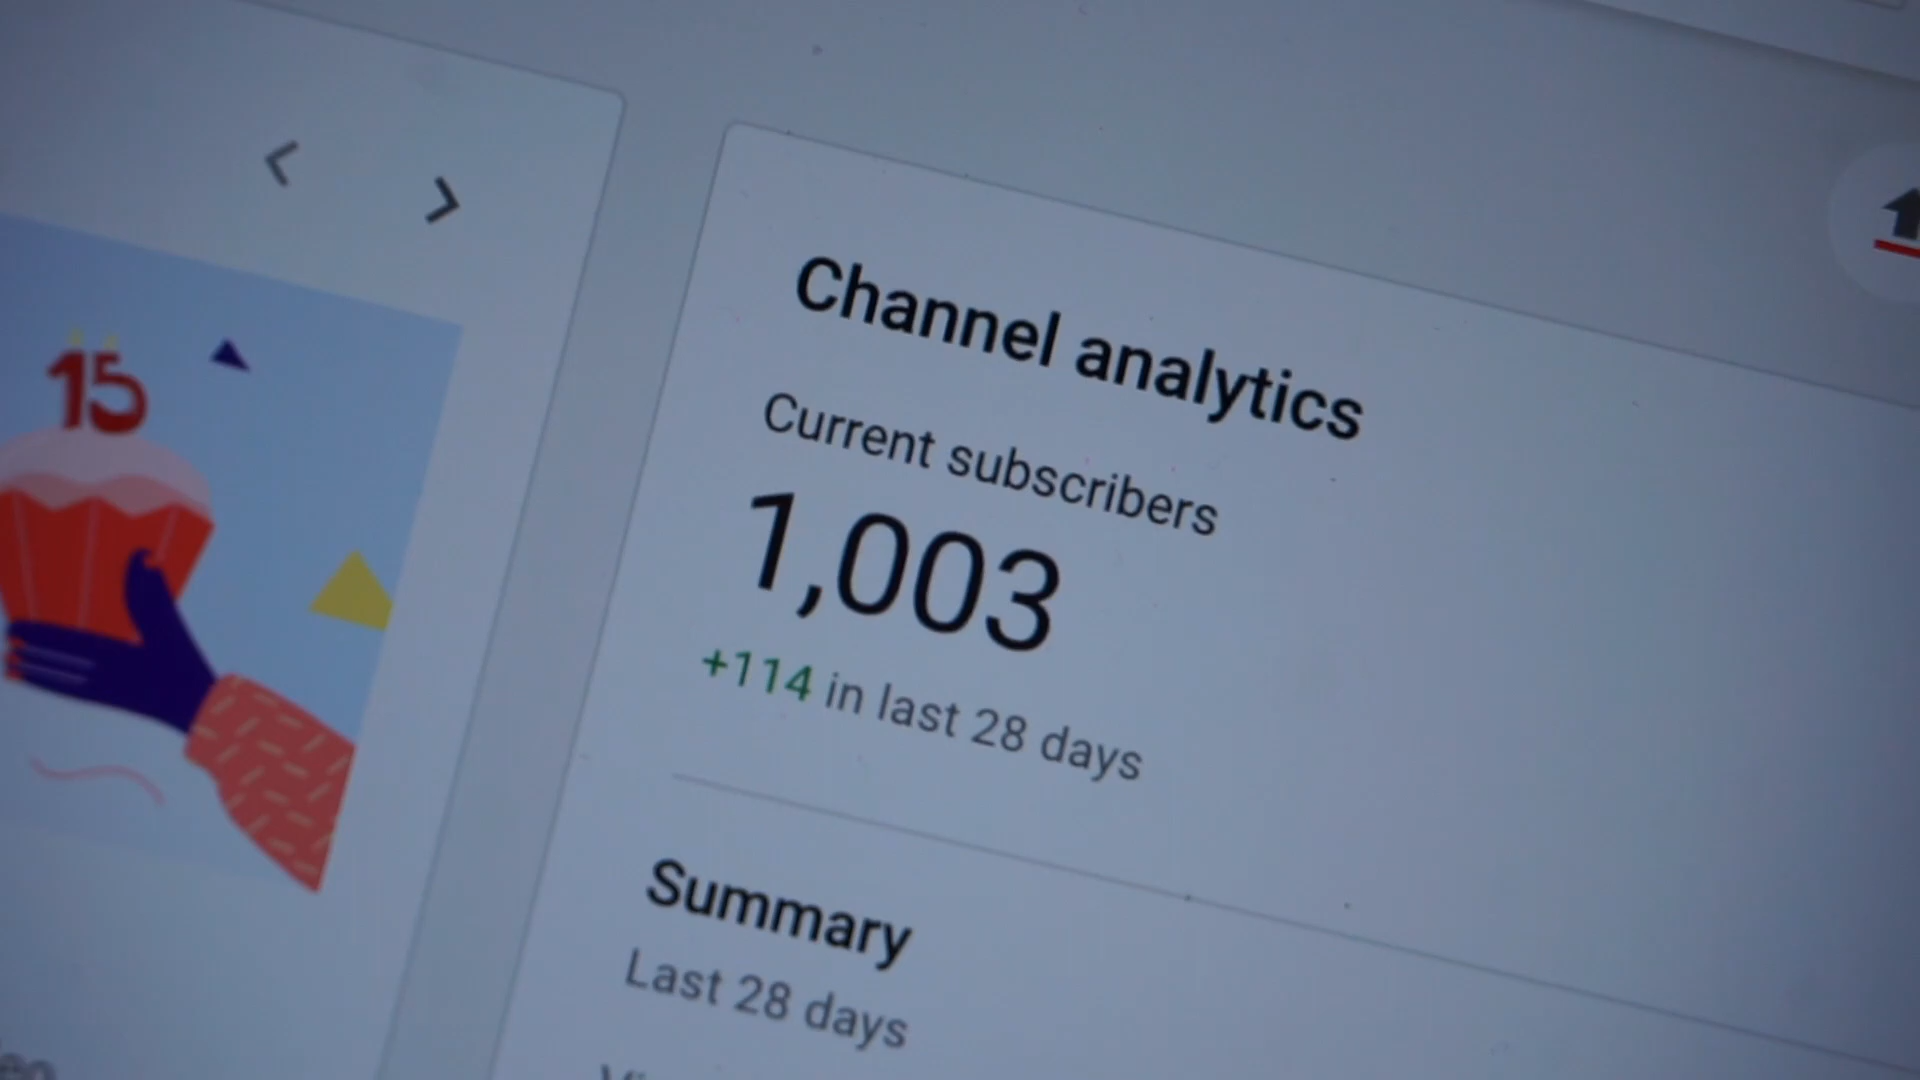 15
Channel analytics
Current subscribers
1,003
+114 in last 28 days
Summary
Last 28 days